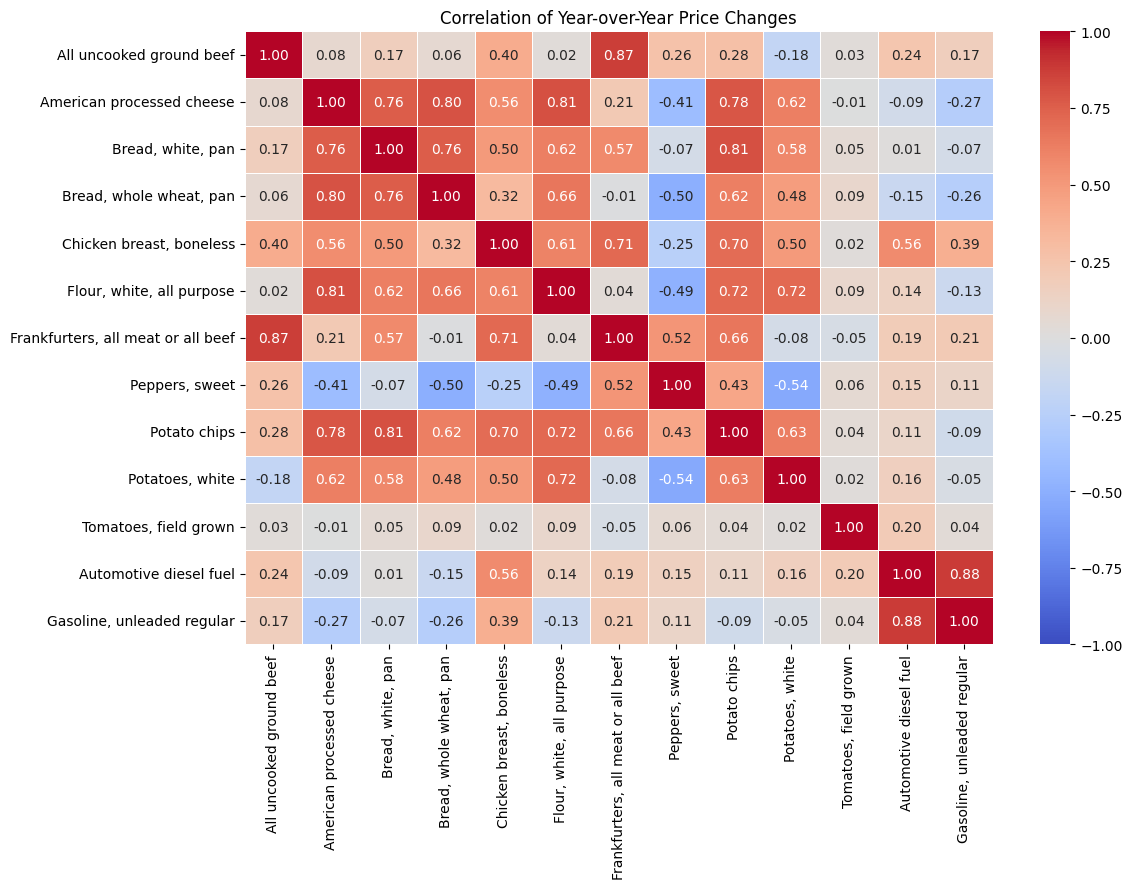 Correlation of Year-over-Year Price Changes
All uncooked ground beef 1.00 0.08 0.17 0.06 0.40 0.02 0.87 0.26 0.28 -0.18 0.03 0.24 0.17
American processed cheese 0.08 1.00 0.76 0.80 0.56 0.81 0.21 -0.41 0.78 0.62 -0.01 -0.09 -0.27
Bread, white, pan 0.17 0.76 1.00 0.76 0.50 0.62 0.57 -0.07 0.81 0.58 0.05 0.01 -0.07
Bread, whole wheat, pan 0.06 0.80 0.76 1.00 0.32 0.66 -0.01 -0.50 0.62 0.48 0.09 -0.15 -0.26
Chicken breast, boneless 0.40 0.56 0.50 0.32 1.00 0.61 0.71 -0.25 0.70 0.50 0.02 0.56 0.39
Flour, white, all purpose 0.02 0.81 0.62 0.66 0.61 1.00 0.04 -0.49 0.72 0.72 0.09 0.14 -0.13
Frankfurters, all meat or all beef 0.87 0.21 0.57 -0.01 0.71 0.04 1.00 0.52 0.66 -0.08 -0.05 0.19 0.21
Peppers, sweet 0.26 -0.41 -0.07 -0.50 -0.25 -0.49 0.52 1.00 0.43 -0.54 0.06 0.15 0.11
Potato chips 0.28 0.78 0.81 0.62 0.70 0.72 0.66 0.43 1.00 0.63 0.04 0.11 -0.09
Potatoes, white -0.18 0.62 0.58 0.48 0.50 0.72 -0.08 -0.54 0.63 1.00 0.02 0.16 -0.05
Tomatoes, field grown 0.03 -0.01 0.05 0.09 0.02 0.09 -0.05 0.06 0.04 0.02 1.00 0.20 0.04
Automotive diesel fuel 0.24 -0.09 0.01 -0.15 0.56 0.14 0.19 0.15 0.11 0.16 0.20 1.00 0.88
Gasoline, unleaded regular 0.17 -0.27 -0.07 -0.26 0.39 -0.13 0.21 0.11 -0.09 -0.05 0.04 0.88 1.00
All uncooked ground beef
American processed cheese
Bread, white, pan
Bread, whole wheat, pan
Chicken breast, boneless
Flour, white, all purpose
Frankfurters, all meat or all beef
Peppers, sweet
Potato chips
Potatoes, white
Tomatoes, field grown
Automotive diesel fuel
Gasoline, unleaded regular
1.00
0.75
0.50
0.25
0.00
−0.25
−0.50
−0.75
−1.00